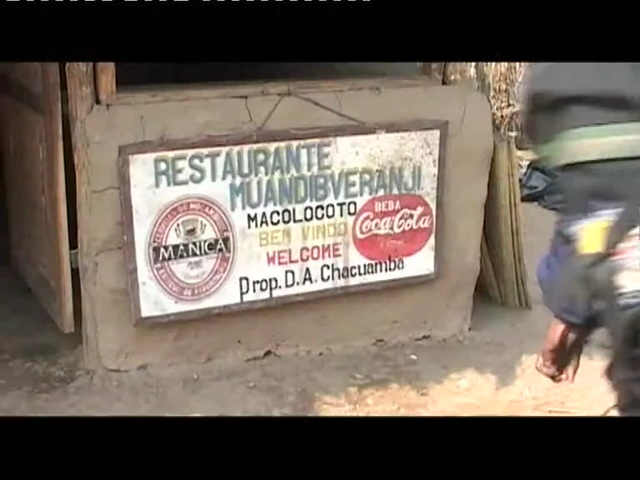 RESTAURANTE
MUANDIBVERANJI
MACOLOCOTO
BEN VINDO
WELCOME
Prop. D.A. Chacuamba.
MANICA
BEBA
Coca-Cola